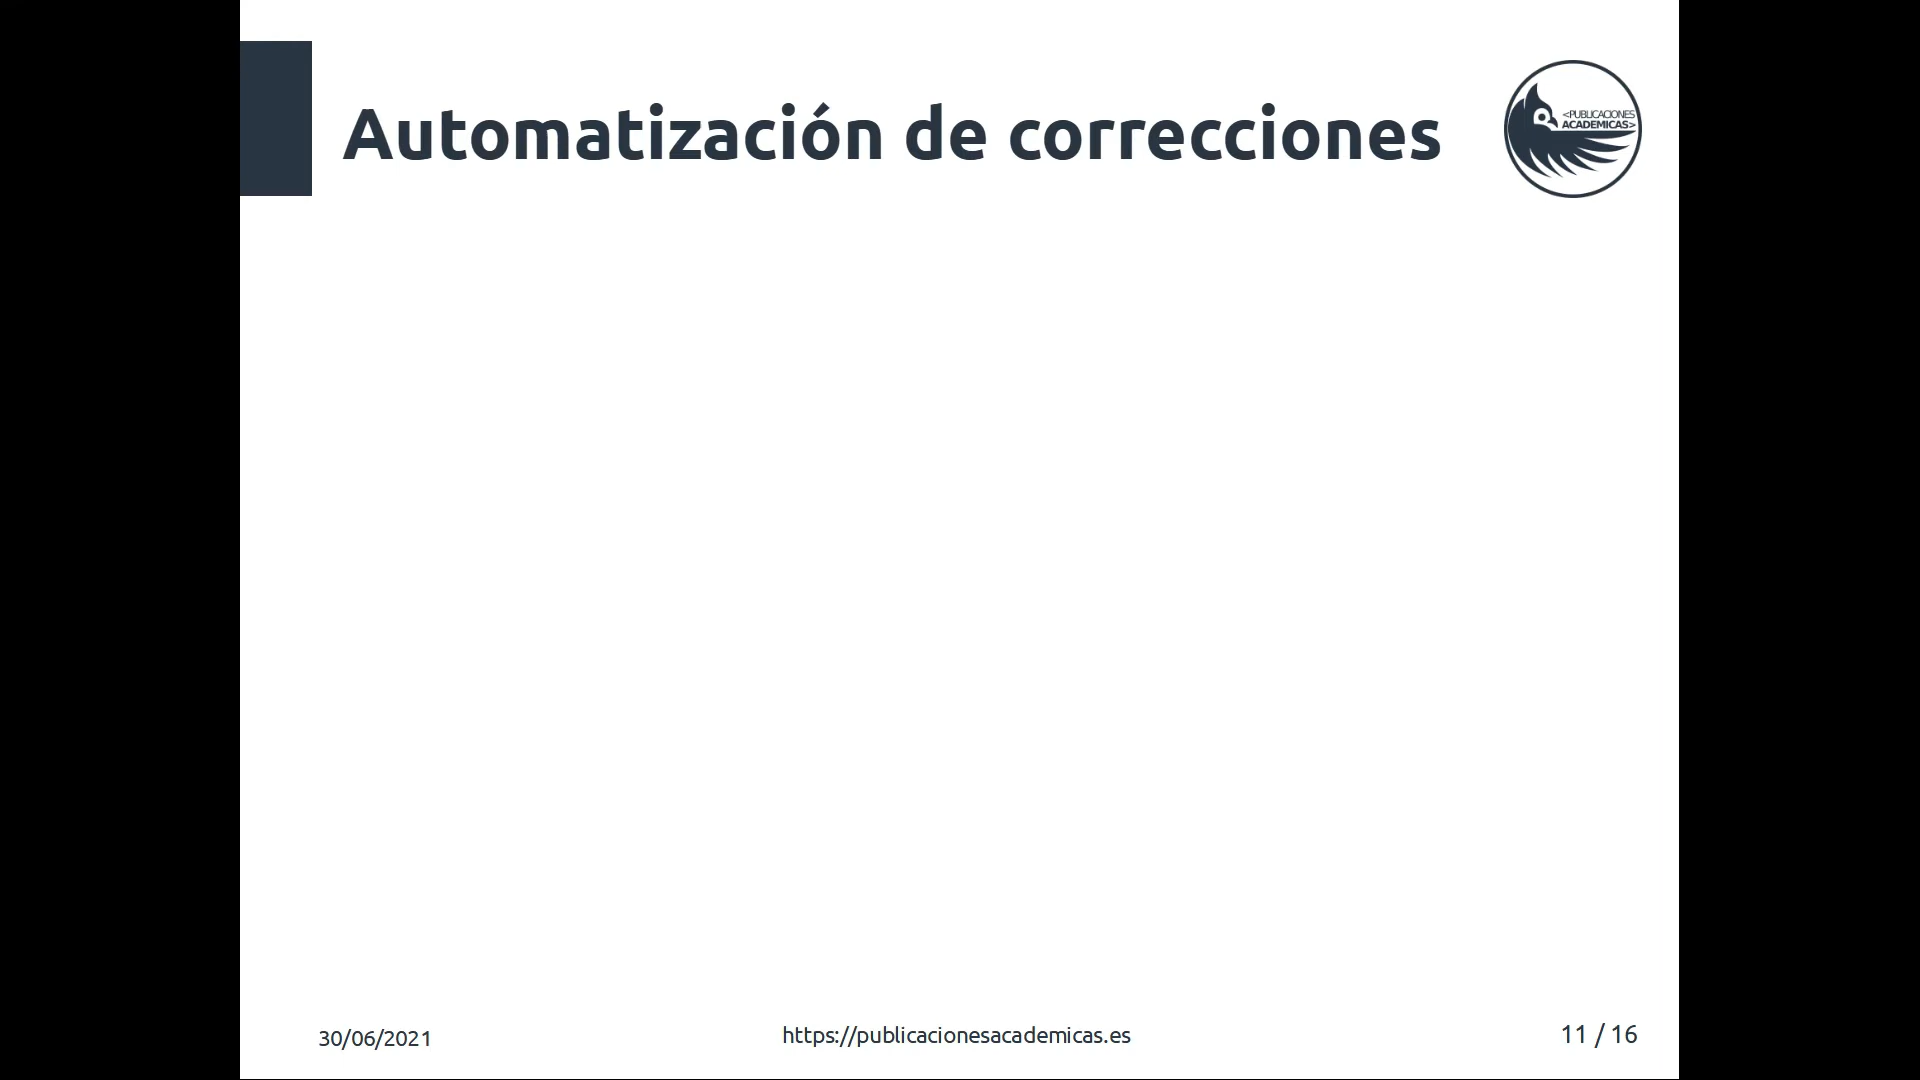 Automatización de correcciones
<PUBLICACIONES
ACADEMICAS>
30/06/2021
https://publicacionesacademicas.es
11 / 16